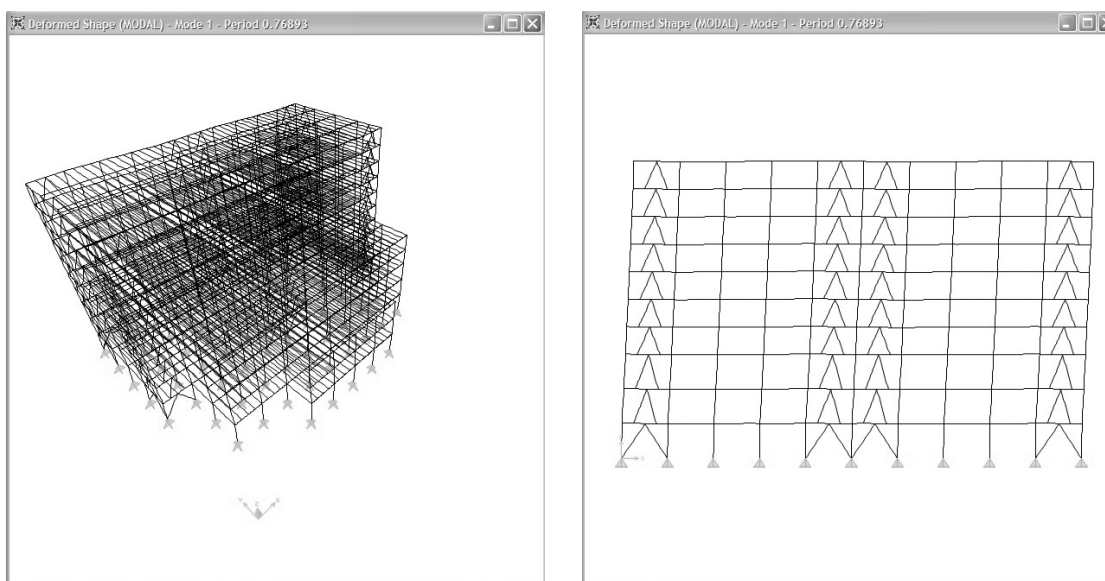 Deformed Shape (MODAL) - Mode 1 - Period 0.76893
Deformed Shape (MODAL) - Mode 1 - Period 0.76893
X
Y Z X